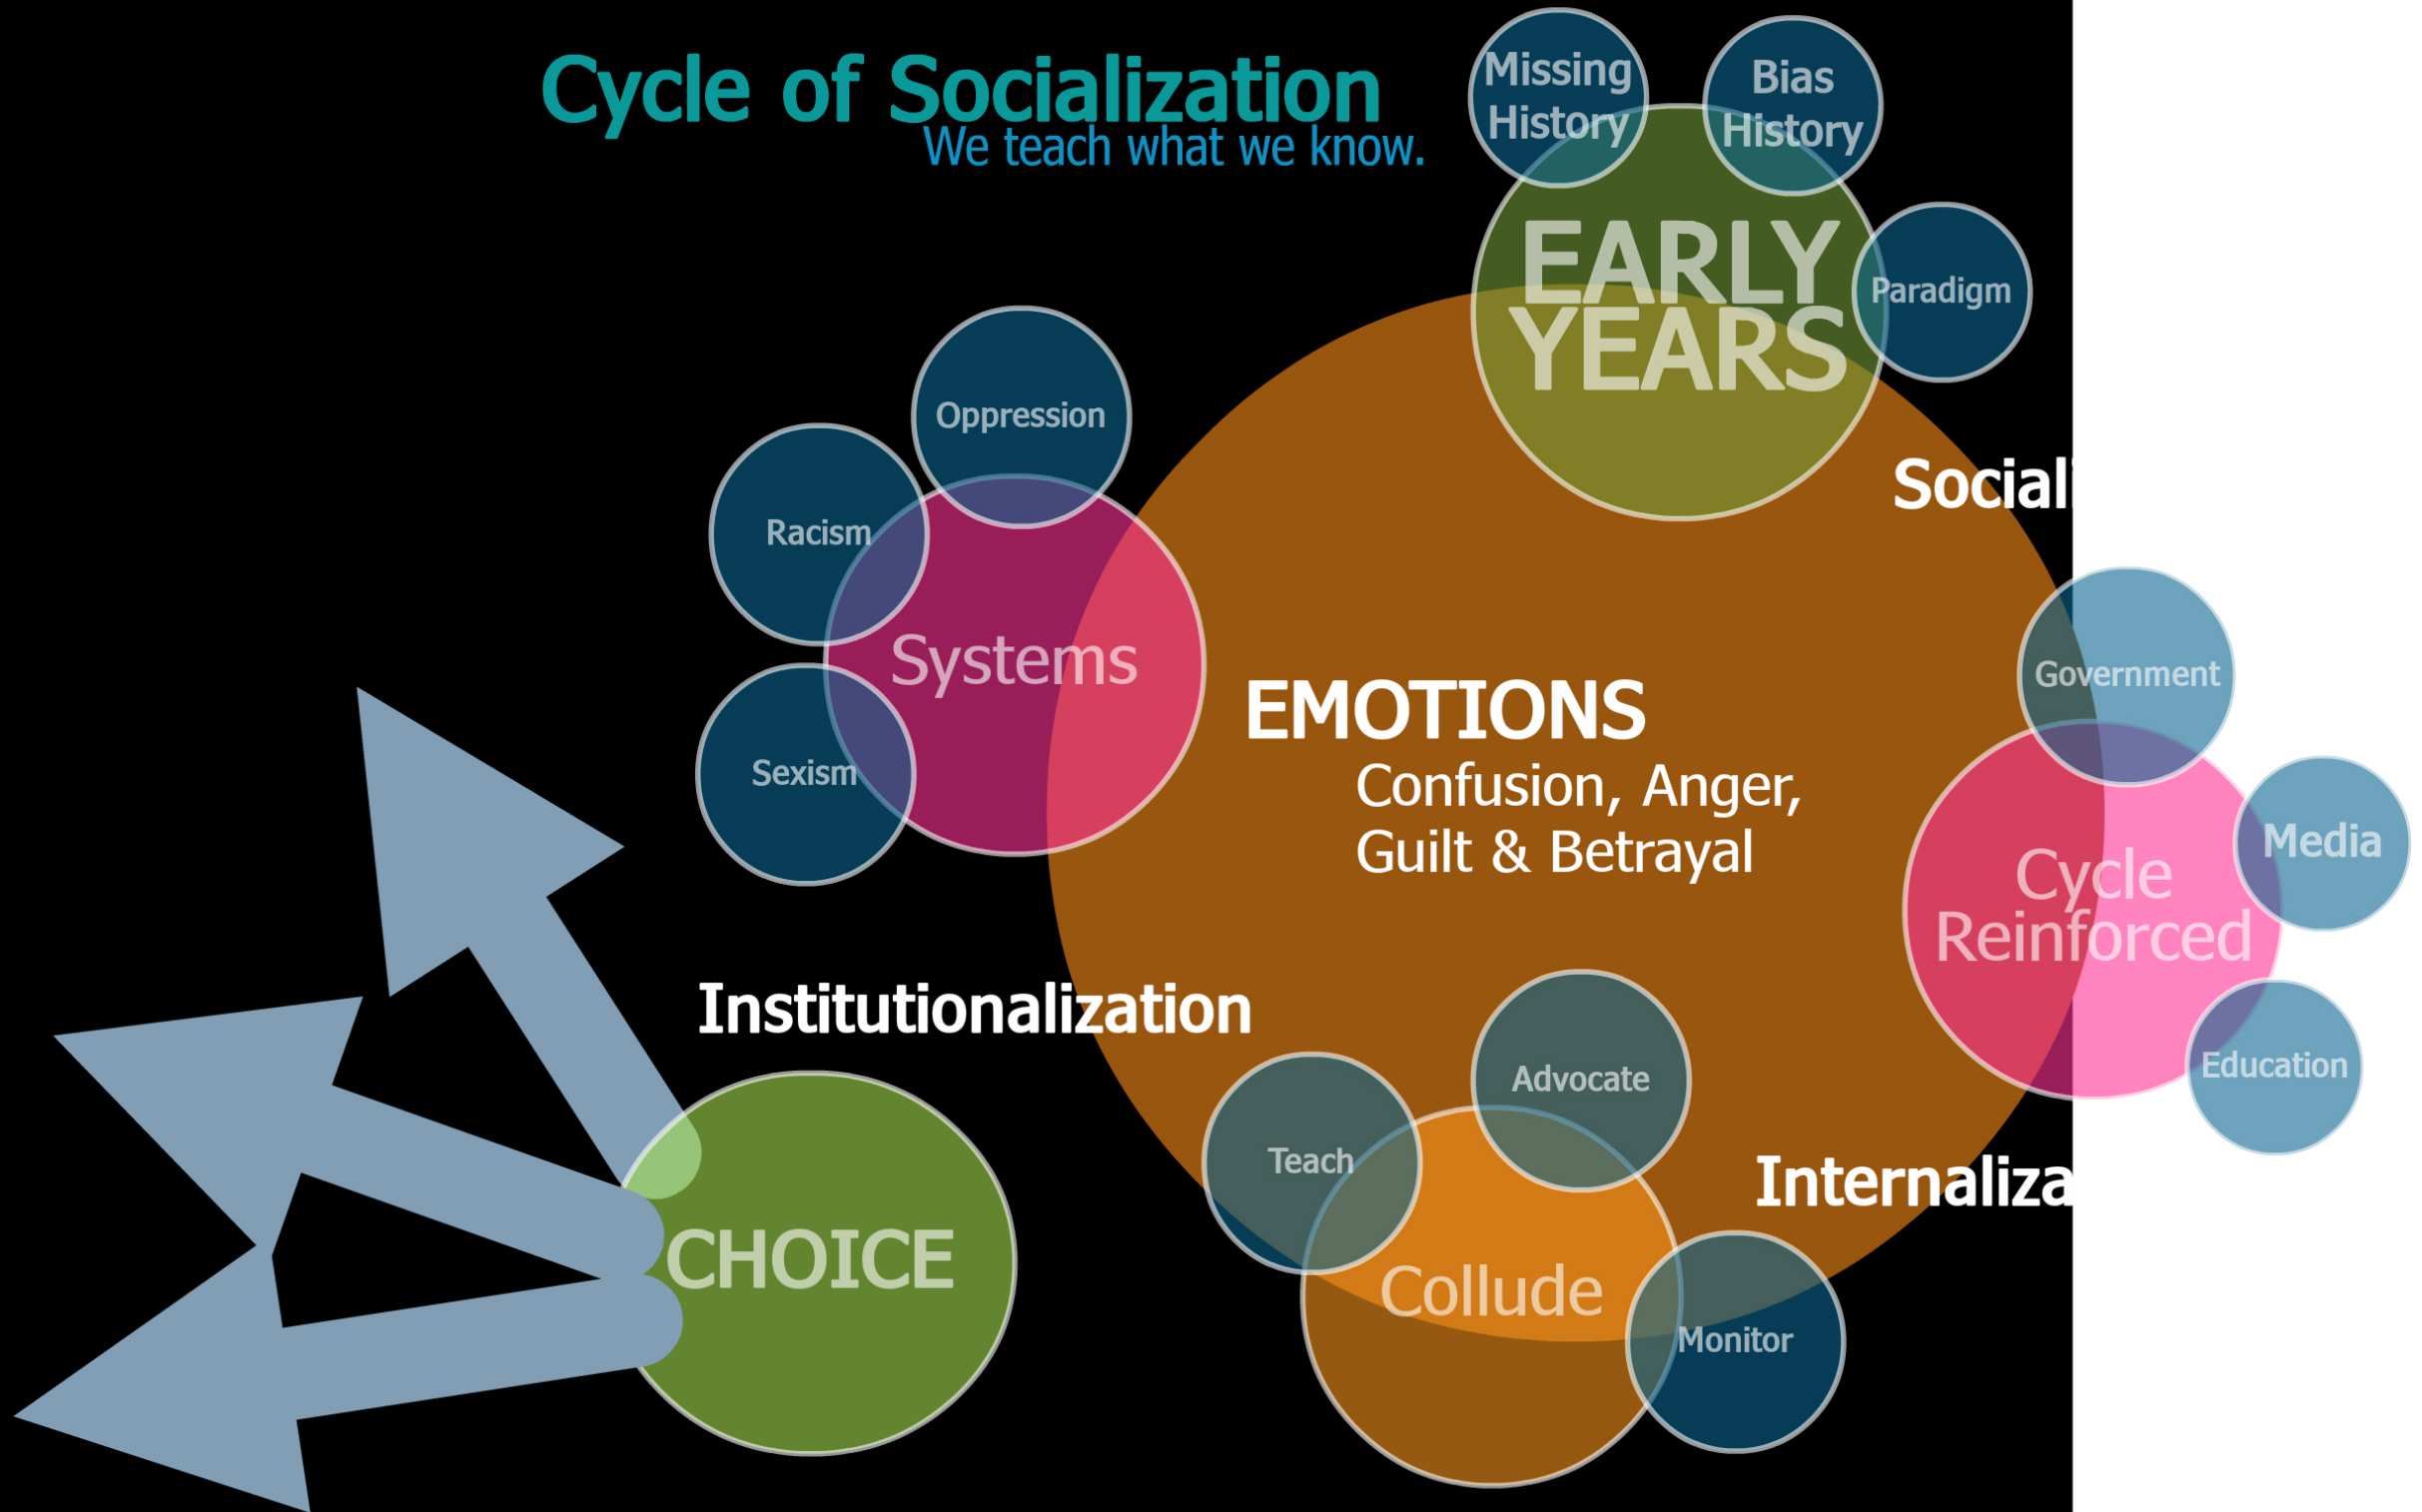 Cycle of Socialization
We teach what we know.
Missing
History
Bias
History
EARLY
YEARS
Paradigm
Sociali
Oppression
Racism
Systems
Sexism
EMOTIONS
Confusion, Anger,
Guilt & Betrayal
Government
Media
Cycle
Reinforced
Education
Institutionalization
Internaliza
Advocate
Teach
Collude
Monitor
CHOICE